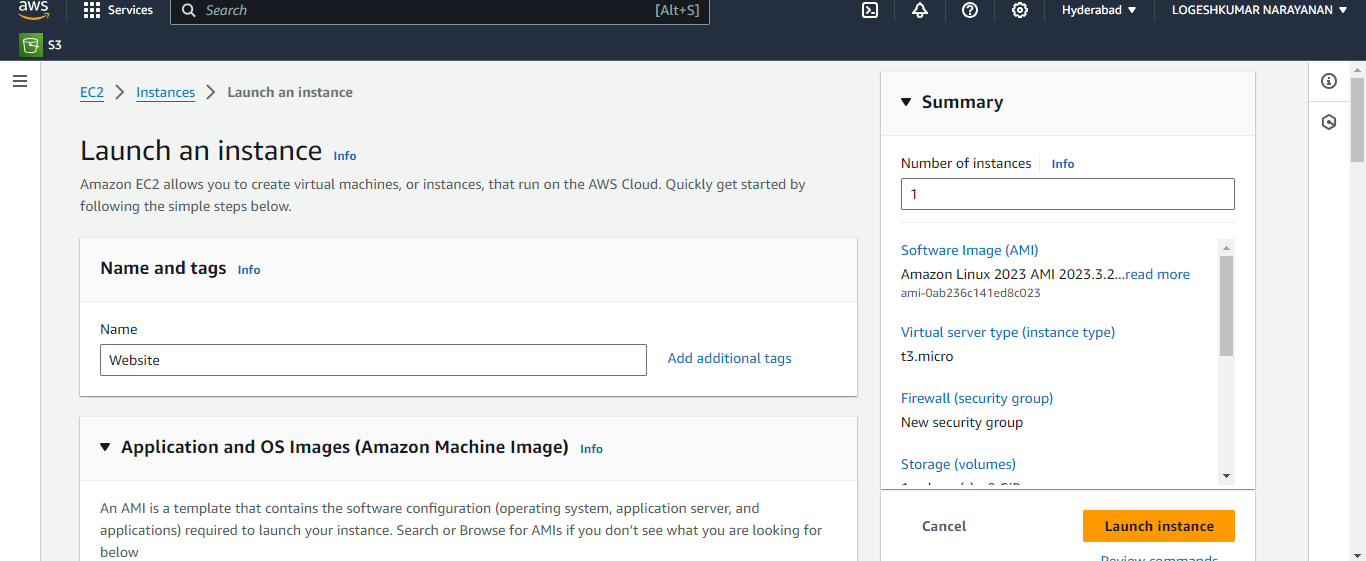 aws
Services
Search
[Alt+S]
Hyderabad
LOGESHKUMAR NARAYANAN
S3
EC2 > Instances > Launch an instance
Launch an instance Info
Amazon EC2 allows you to create virtual machines, or instances, that run on the AWS Cloud. Quickly get started by
following the simple steps below.
Name and tags Info
Name
Website
Add additional tags
Application and OS Images (Amazon Machine Image) Info
An AMI is a template that contains the software configuration (operating system, application server, and
applications) required to launch your instance. Search or Browse for AMIs if you don’t see what you are looking for
below
Summary
Number of instances Info
1
Software Image (AMI)
Amazon Linux 2023 AMI 2023.3.2...read more
ami-0ab236c141ed8c023
Virtual server type (instance type)
t3.micro
Firewall (security group)
New security group
Storage (volumes)
Cancel
Launch instance
Review commands